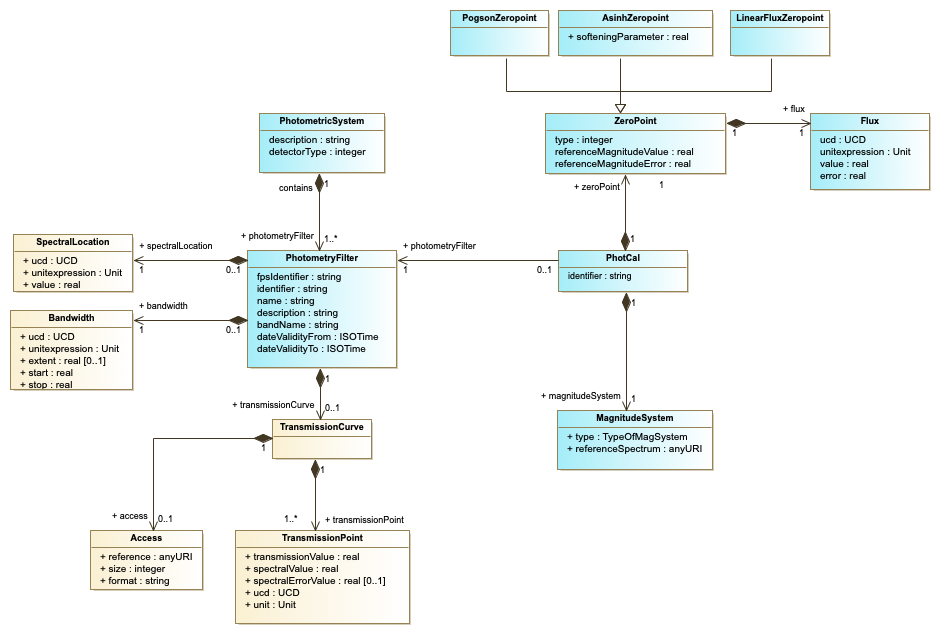 PogsonZeropoint
AsinhZeropoint
+ softeningParameter : real
LinearFluxZeropoint
PhotometricSystem
description : string
detectorType : integer
ZeroPoint
type : integer
referenceMagnitudeValue : real
referenceMagnitudeError : real
+ flux
1
1
Flux
ucd : UCD
unitexpression : Unit
value : real
error : real
contains
1
+ photometryFilter
1..*
+ zeroPoint
1
1
SpectralLocation
+ ucd : UCD
+ unitexpression : Unit
+ value : real
+ spectralLocation
1
0..1
PhotometryFilter
fpsIdentifier : string
identifier : string
name : string
description : string
bandName : string
dateValidityFrom : ISOTime
dateValidityTo : ISOTime
+ photometryFilter
1
0..1
PhotCal
identifier : string
Bandwidth
+ ucd : UCD
+ unitexpression : Unit
+ extent : real [0..1]
+ start : real
+ stop : real
+ bandwidth
1
0..1
1
+ transmissionCurve
0..1
1
+ magnitudeSystem
1
TransmissionCurve
1
1
MagnitudeSystem
+ type : TypeOfMagSystem
+ referenceSpectrum : anyURI
+ access
0..1
1..*
+ transmissionPoint
Access
+ reference : anyURI
+ size : integer
+ format : string
TransmissionPoint
+ transmissionValue : real
+ spectralValue : real
+ spectralErrorValue : real [0..1]
+ ucd : UCD
+ unit : Unit